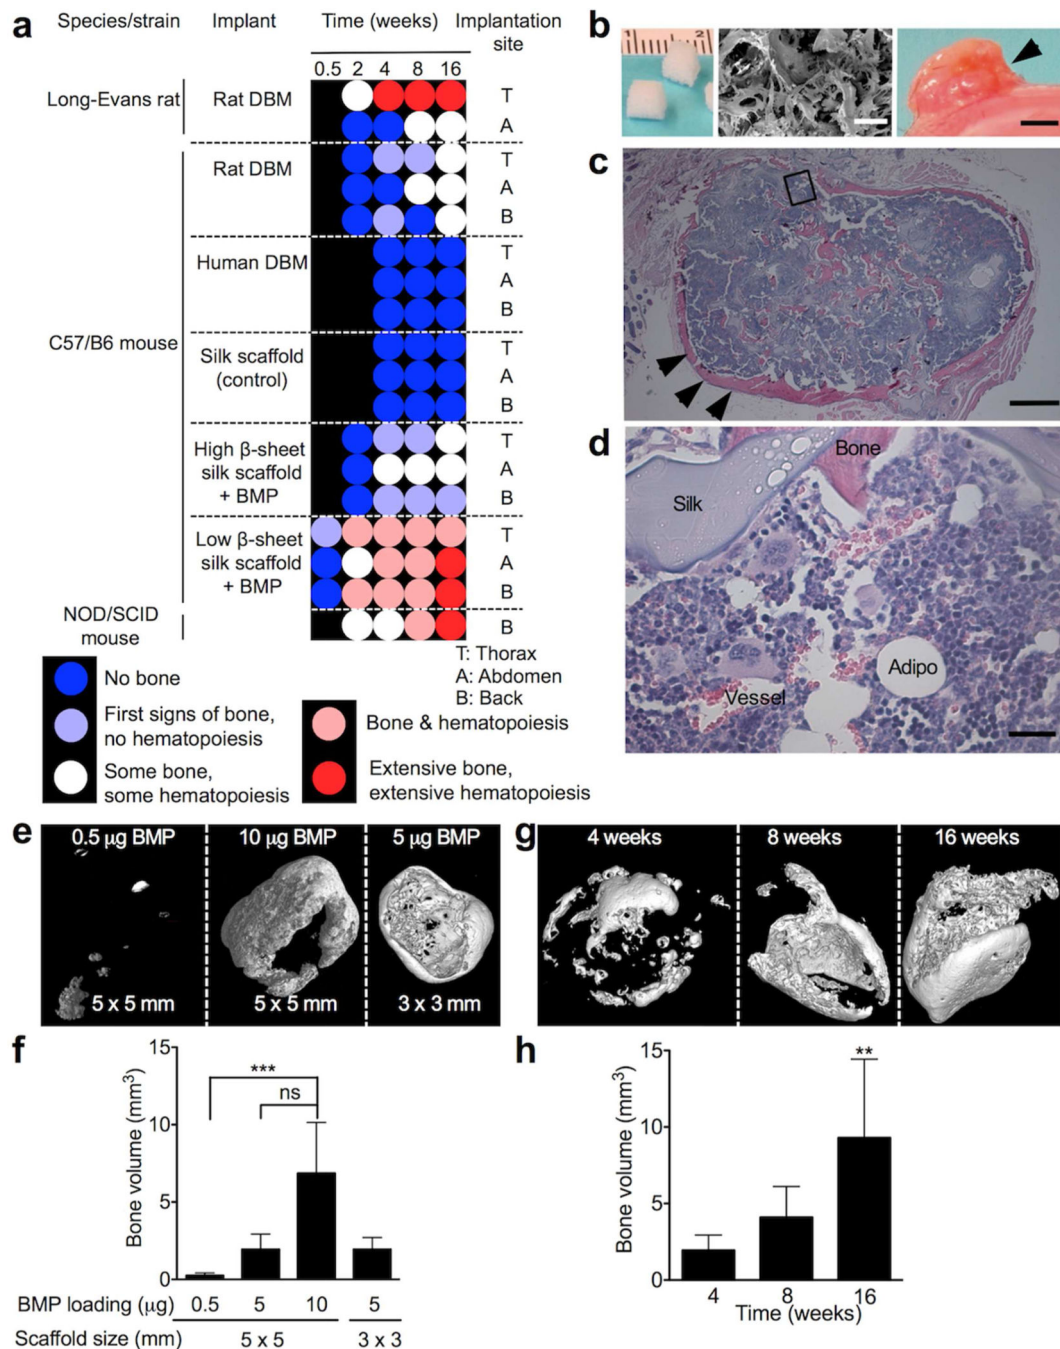 a
Species/strain Implant Time (weeks) Implantation site
0.5 2 4 8 16
Long-Evans rat Rat DBM T
A
Rat DBM T
A
B
Human DBM T
A
B
C57/B6 mouse
Silk scaffold (control) T
A
B
High β-sheet silk scaffold + BMP T
A
B
Low β-sheet silk scaffold + BMP T
A
B
NOD/SCID mouse B
T: Thorax
A: Abdomen
B: Back
No bone
First signs of bone, no hematopoiesis
Some bone, some hematopoiesis
Bone & hematopoiesis
Extensive bone, extensive hematopoiesis
b
1 2
c
d
Bone
Silk
Adipo
Vessel
e
0.5 μg BMP 10 μg BMP 5 μg BMP
5 x 5 mm 5 x 5 mm 3 x 3 mm
g
4 weeks 8 weeks 16 weeks
f
Bone volume (mm³)
15
10
5
0
***
ns
BMP loading (μg) 0.5 5 10 5
Scaffold size (mm) 5 x 5 3 x 3
h
Bone volume (mm³)
15
10
5
0
**
4 8 16
Time (weeks)